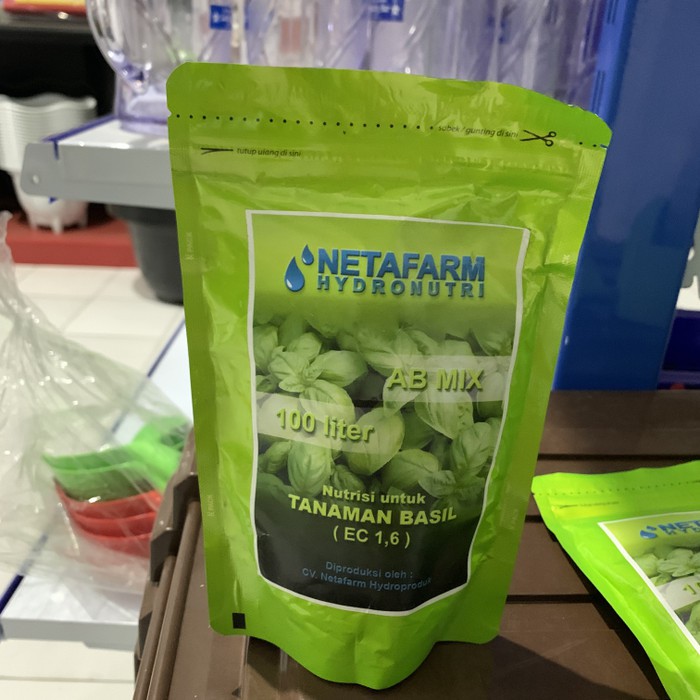 sobek / gunting di sini
tutup ulang di sini
NETAFARM
HYDRONUTRI
AB MIX
100 liter
Nutrisi untuk
TANAMAN BASIL
( EC 1,6 )
Diproduksi oleh :
CV. Netafarm Hydroprodut